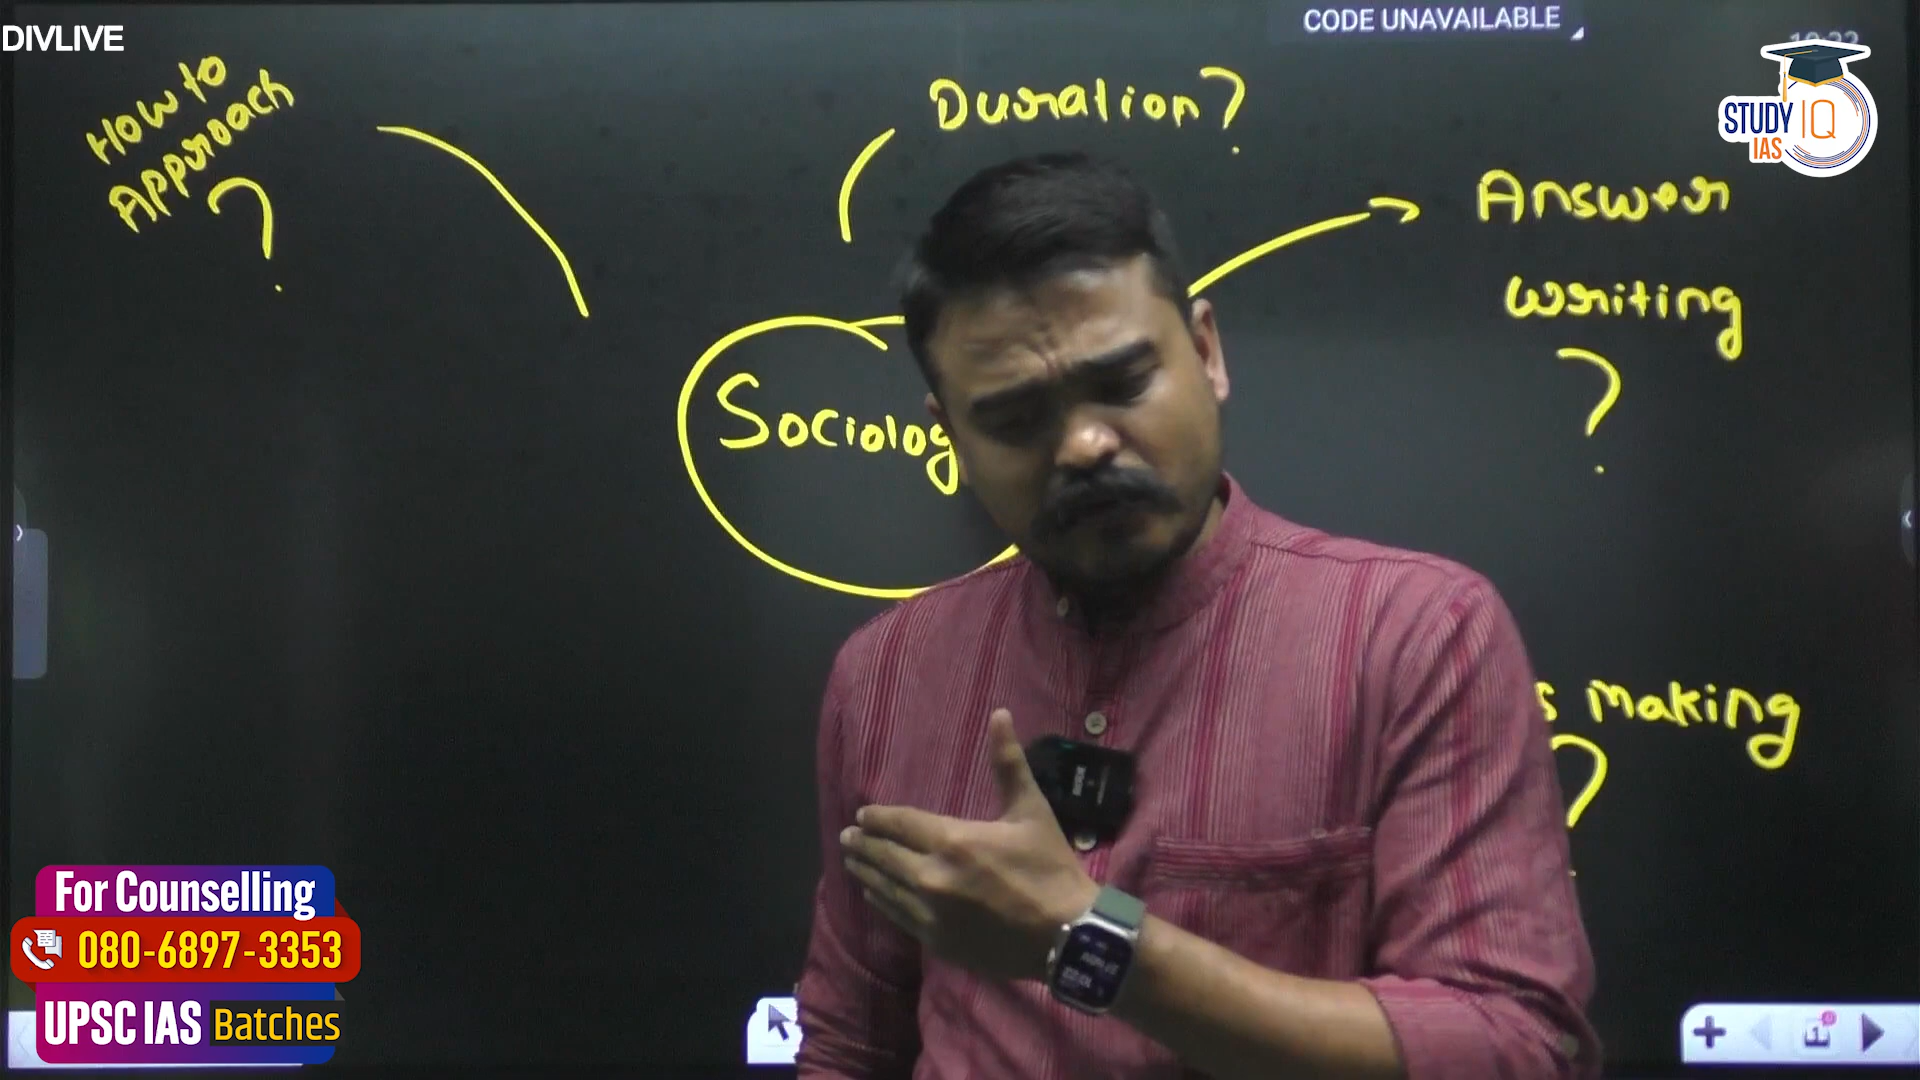 DIVLIVE
CODE UNAVAILABLE
STUDY IQ
IAS
How to
Approach
?
Duration?
Answer
writing
?
Sociolog
s Making
?
For Counselling
080-6897-3353
UPSC IAS Batches